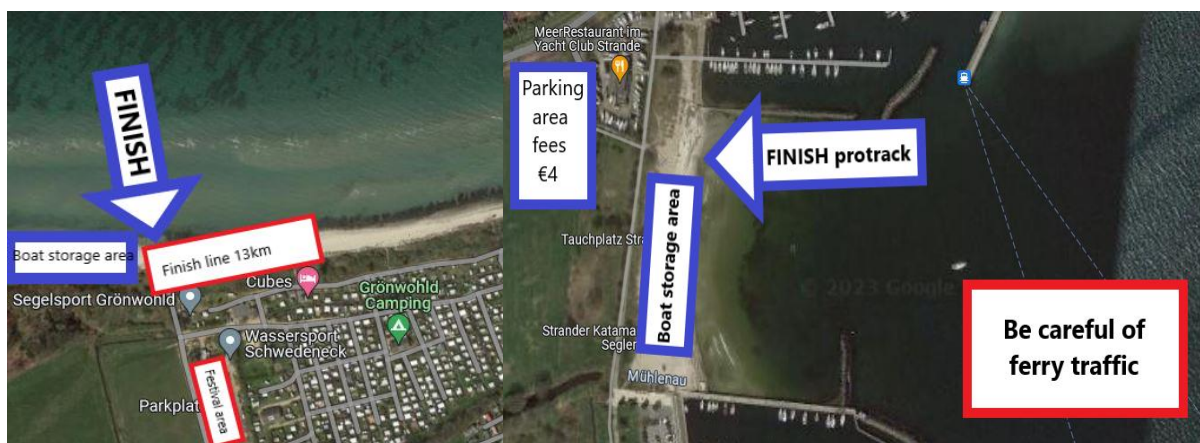 FINISH
Boat storage area
Finish line 13km
Segelsport Grönwohld
Cubes
Grönwohld
Camping
Wassersport
Schwedeneck
Parkplat
Festival area
MeerRestaurant im
Yacht Club Strande
Parking
area
fees
€4
FINISH protrack
Boat storage area
Tauchplatz Stra
Strander Katama
Segler
Mühlenau
© 2023 Google
Be careful of
ferry traffic